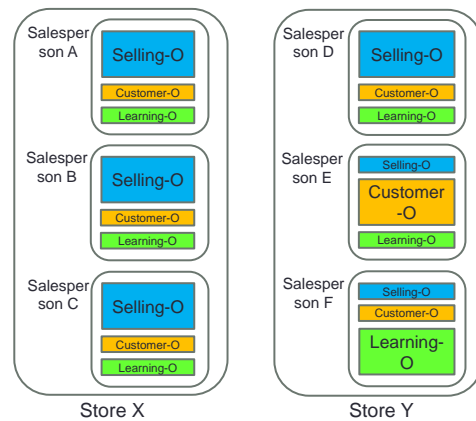 Salesper
son A
Selling-O
Customer-O
Learning-O
Salesper
son B
Selling-O
Customer-O
Learning-O
Salesper
son C
Selling-O
Customer-O
Learning-O
Store X
Salesper
son D
Selling-O
Customer-O
Learning-O
Salesper
son E
Selling-O
Customer
-O
Learning-O
Salesper
son F
Selling-O
Customer-O
Learning-
O
Store Y